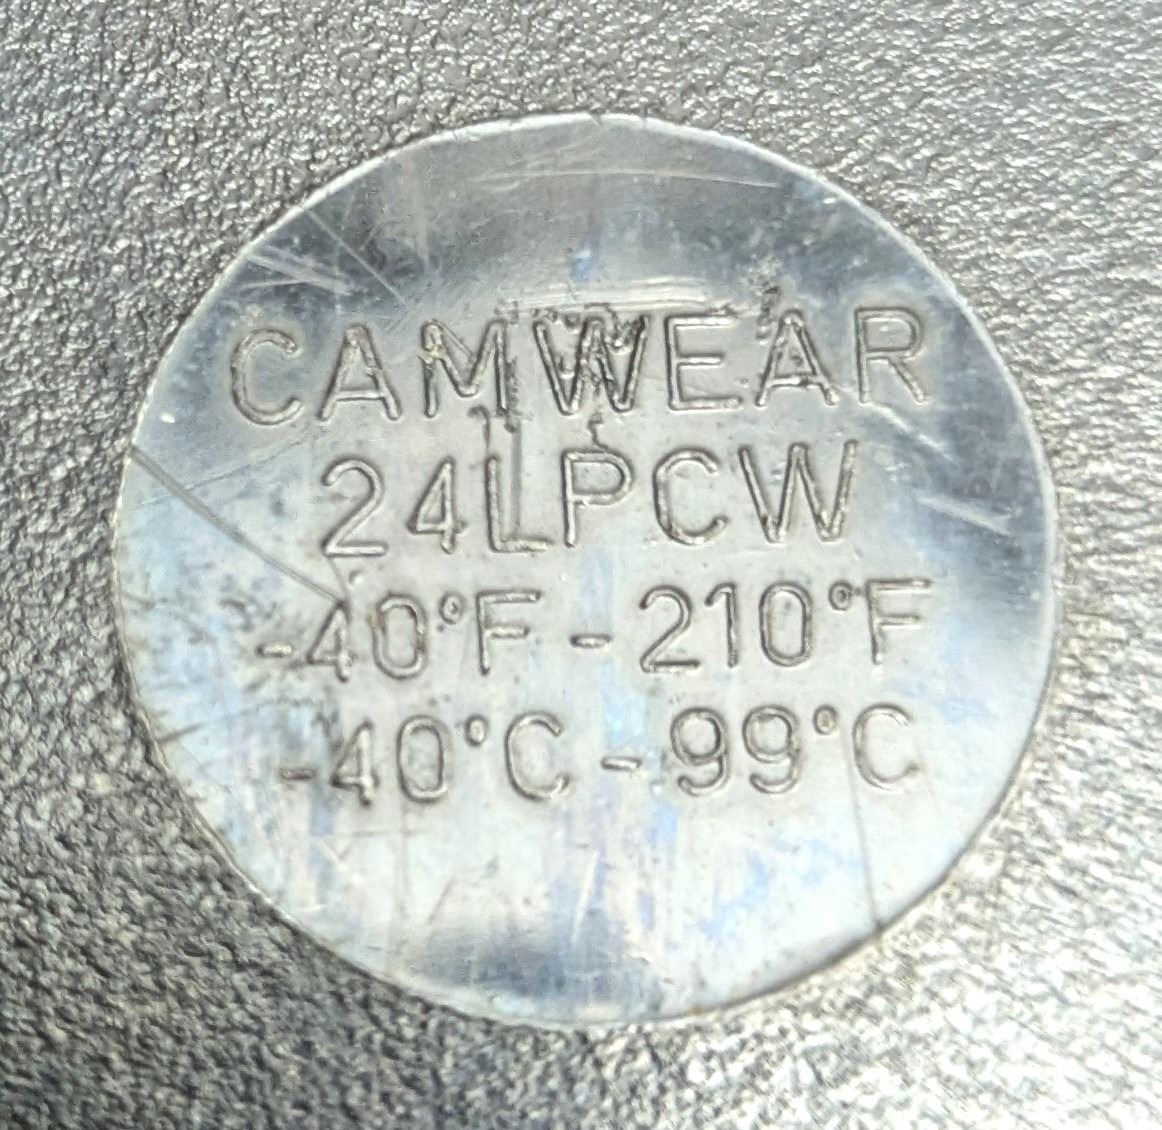 CAMWEAR
24LPCW
-40°F - 210°F
-40°C - 99°C